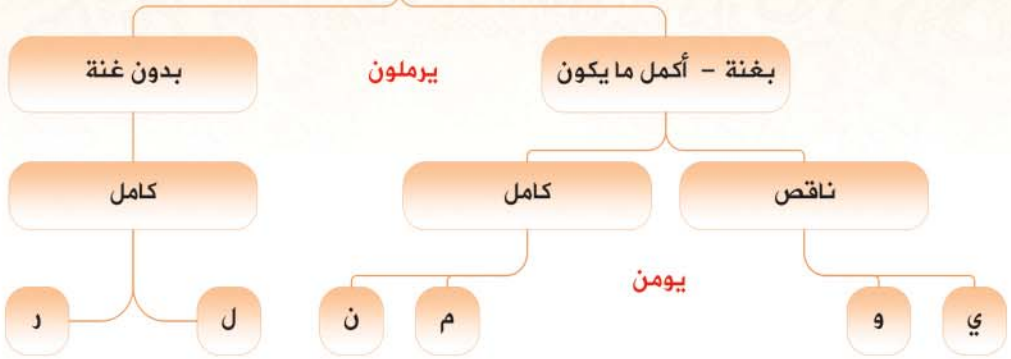 بغنة – أكمل ما يكون
يرملون
بدون غنة
ناقص
كامل
كامل
يومن
ي
و
م
ن
ل
ر